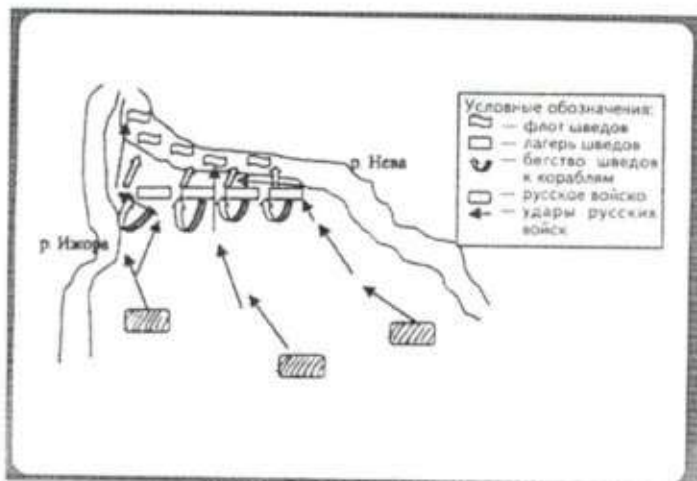 Условные обозначения:
— флот шведов
— лагерь шведов
— бегство шведов
к кораблям
— русское войско
— удары русских
войск
р. Нева
р. Ижора